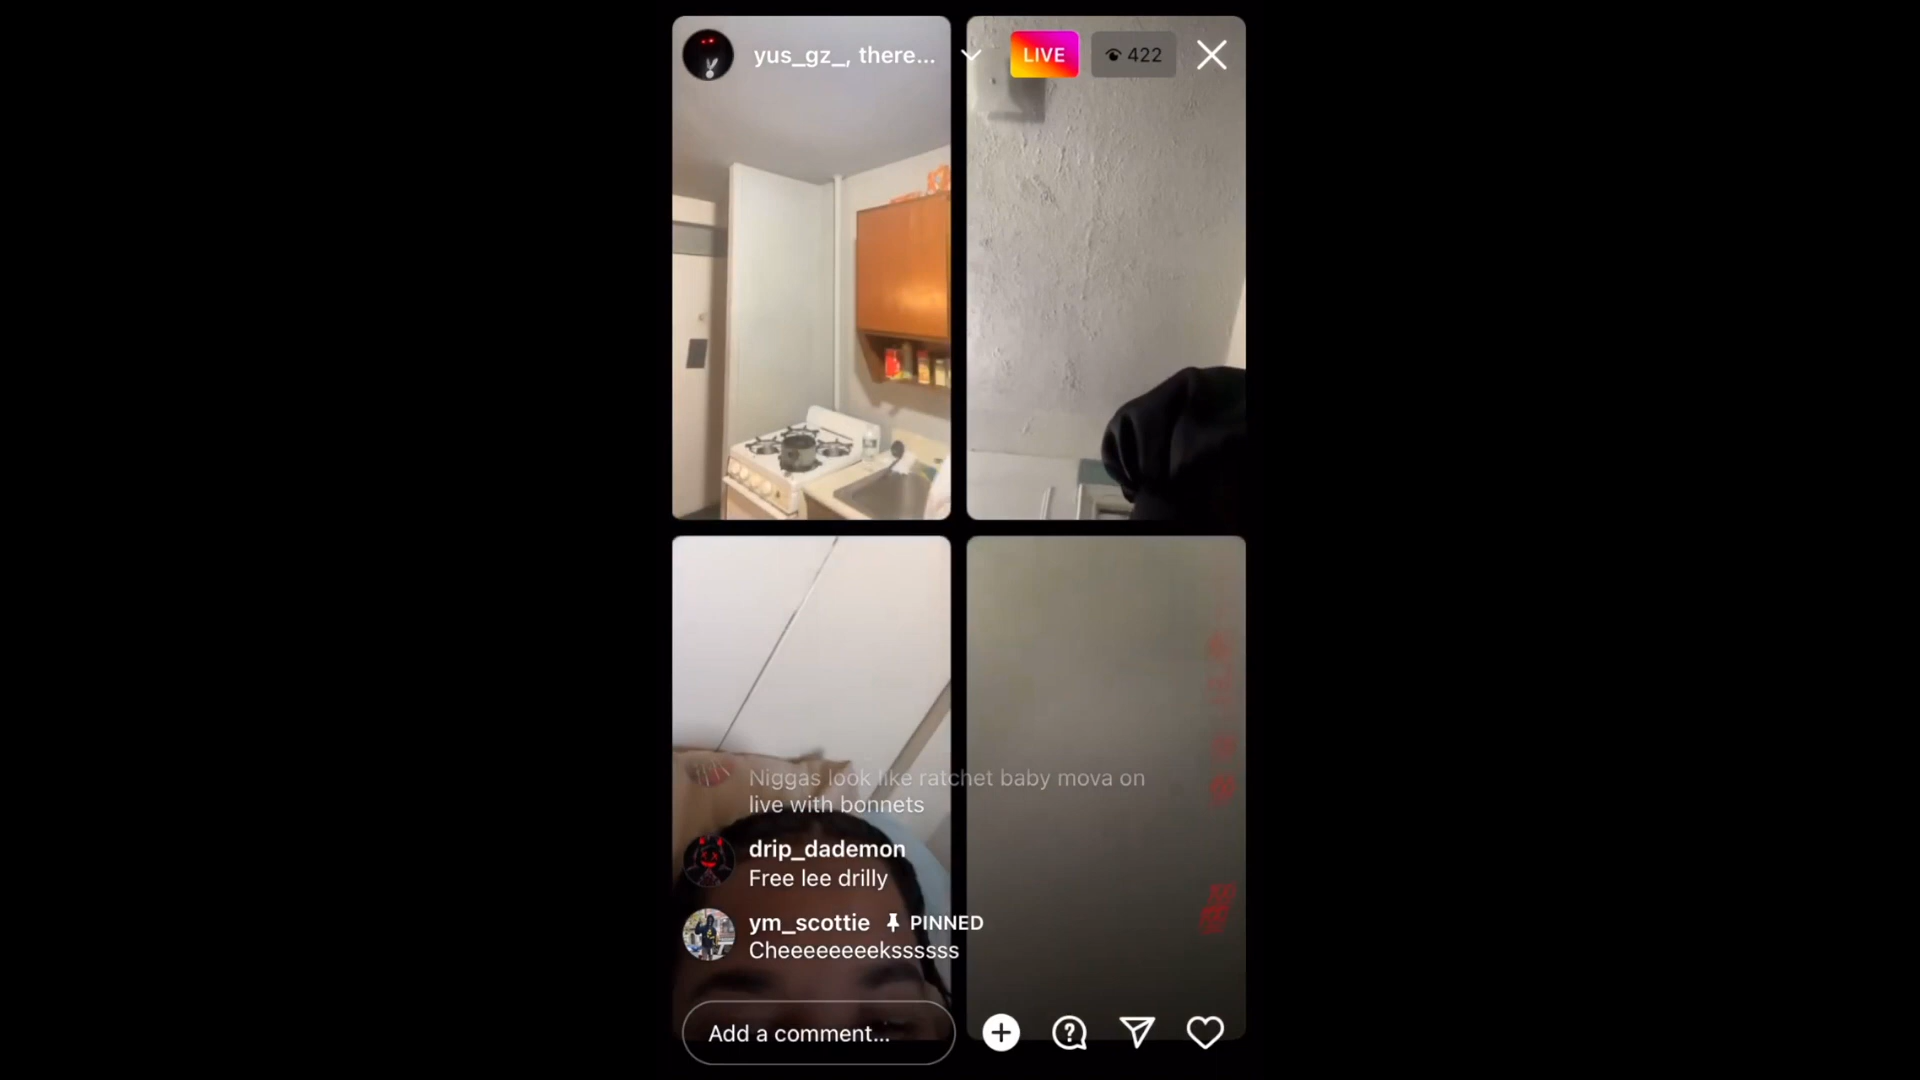 yus_gz_, there...
LIVE
422
Niggas look like ratchet baby mova on
live with bonnets
drip_dademon
Free lee drilly
ym_scottie PINNED
Cheeeeeeeekssssss
Add a comment...